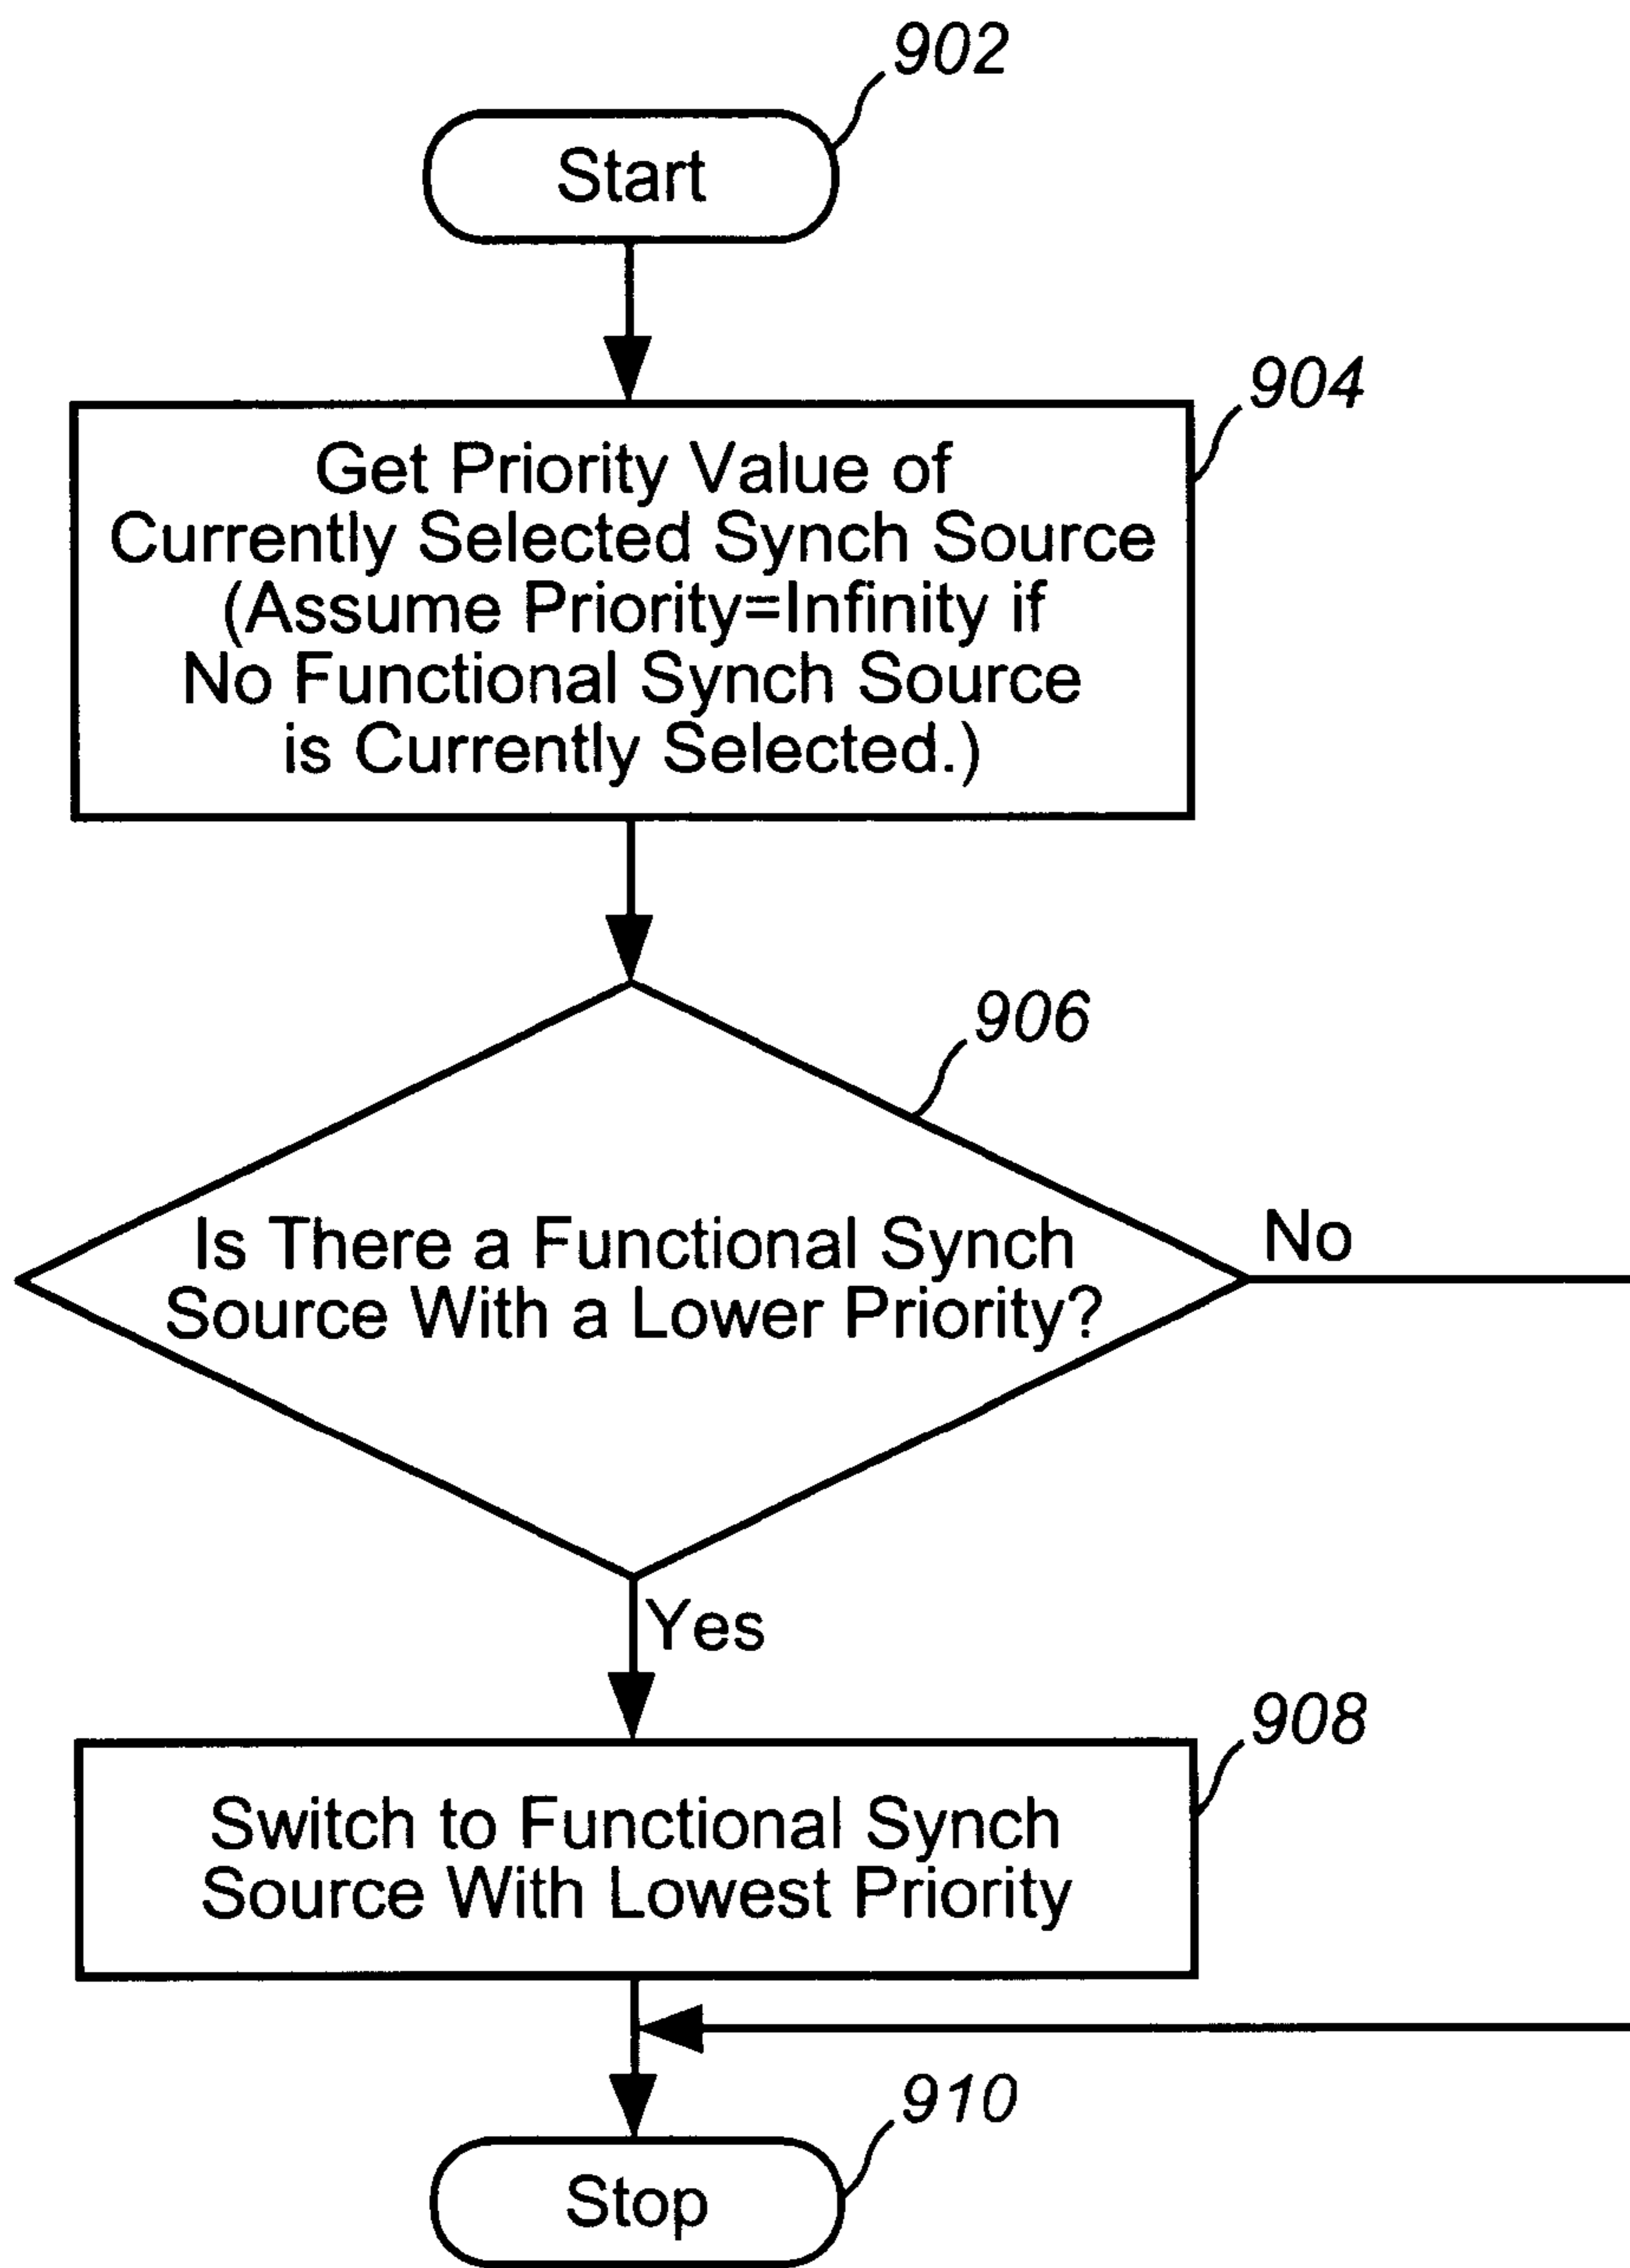 902
Start
904
Get Priority Value of
Currently Selected Synch Source
(Assume Priority=Infinity if
No Functional Synch Source
is Currently Selected.)
906
Is There a Functional Synch
Source With a Lower Priority?
No
Yes
908
Switch to Functional Synch
Source With Lowest Priority
910
Stop